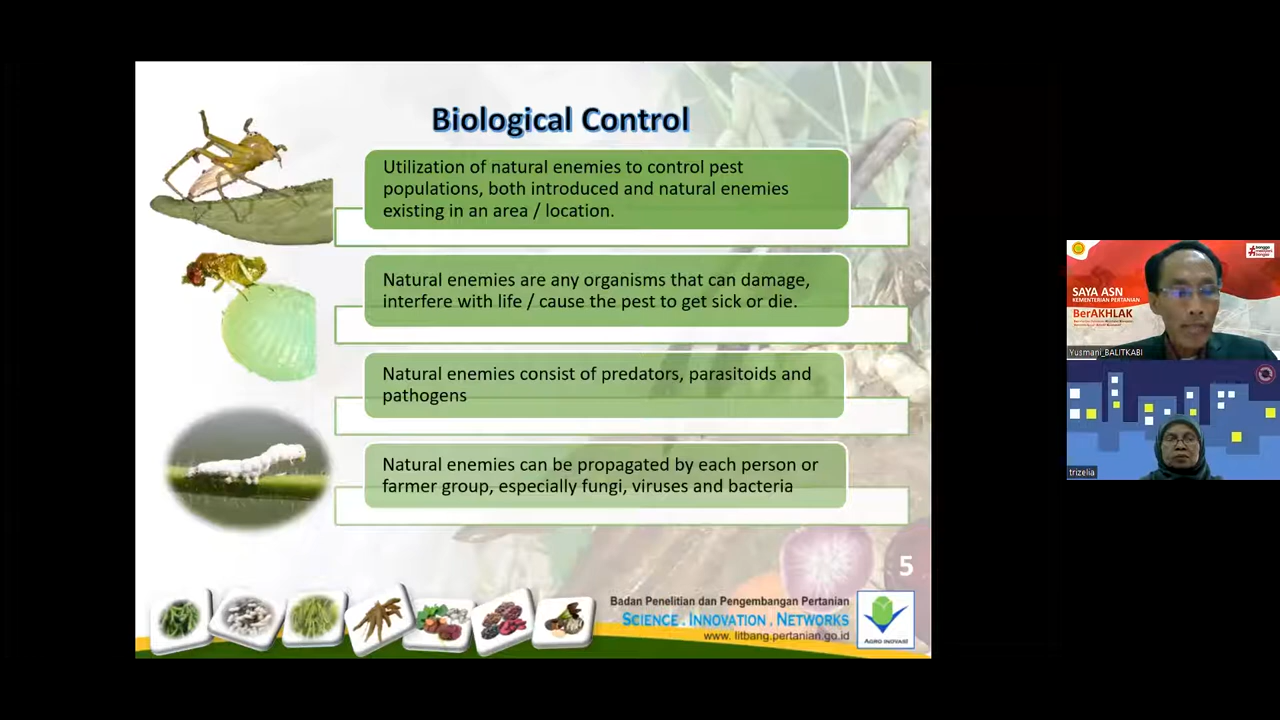 Biological Control
Utilization of natural enemies to control pest
populations, both introduced and natural enemies
existing in an area / location.
Natural enemies are any organisms that can damage,
interfere with life / cause the pest to get sick or die.
Natural enemies consist of predators, parasitoids and
pathogens
Natural enemies can be propagated by each person or
farmer group, especially fungi, viruses and bacteria
5
Badan Penelitian dan Pengembangan Pertanian
SCIENCE . INNOVATION . NETWORKS
www. litbang.pertanian.go.id
AGRO INOVASI
SAYA ASN
KEMENTERIAN PERTANIAN
BerAKHLAK
Yusmani_BALITKABI
trizelia